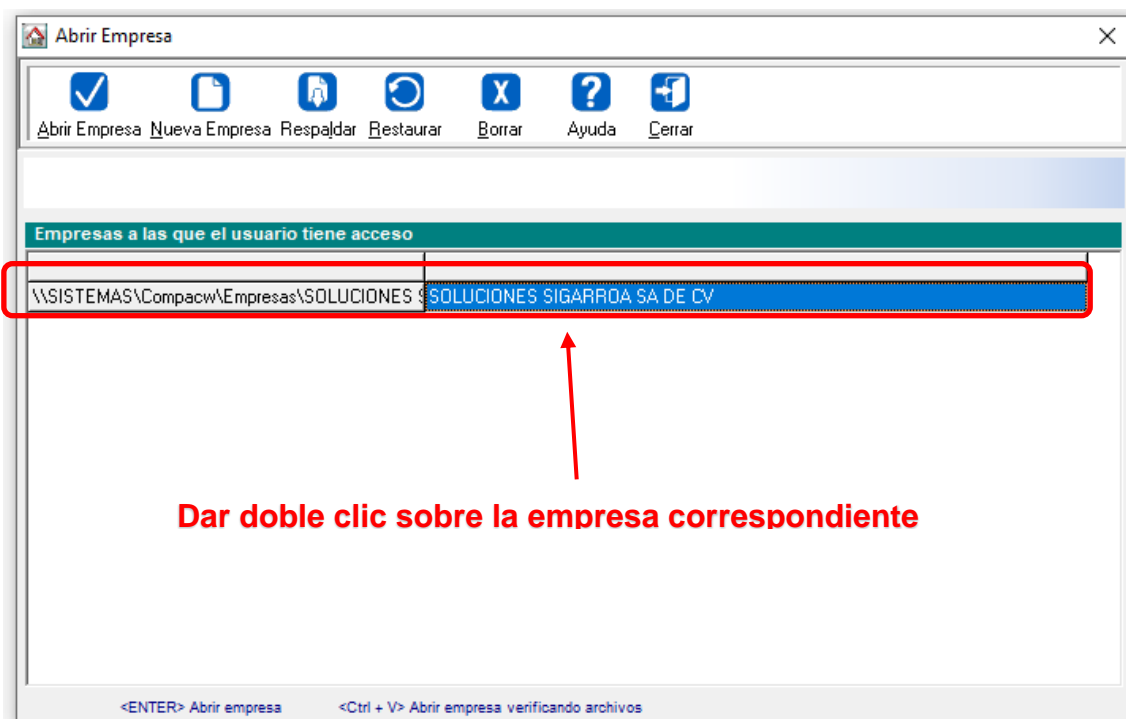 Abrir Empresa
Abrir Empresa Nueva Empresa Respaldar Restaurar Borrar Ayuda Cerrar
Empresas a las que el usuario tiene acceso
\\SISTEMAS\Compacw\Empresas\SOLUCIONES S SOLUCIONES SIGARROA SA DE CV
Dar doble clic sobre la empresa correspondiente
<ENTER> Abrir empresa <Ctrl + V> Abrir empresa verificando archivos